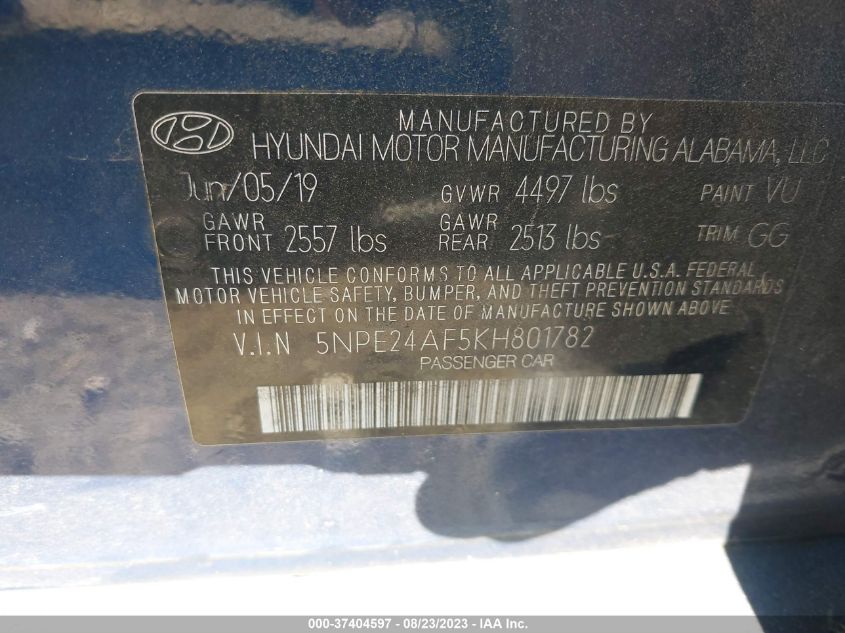 MANUFACTURED BY
HYUNDAI MOTOR MANUFACTURING ALABAMA, LLC
Jun/05/19 GVWR 4497 lbs PAINT VU
GAWR FRONT 2557 lbs GAWR REAR 2513 lbs TRIM GG
THIS VEHICLE CONFORMS TO ALL APPLICABLE U.S.A. FEDERAL
MOTOR VEHICLE SAFETY, BUMPER, AND THEFT PREVENTION STANDARDS
IN EFFECT ON THE DATE OF MANUFACTURE SHOWN ABOVE
V.I.N 5NPE24AF5KH801782
PASSENGER CAR
000-37404597 - 08/23/2023 - IAA Inc.